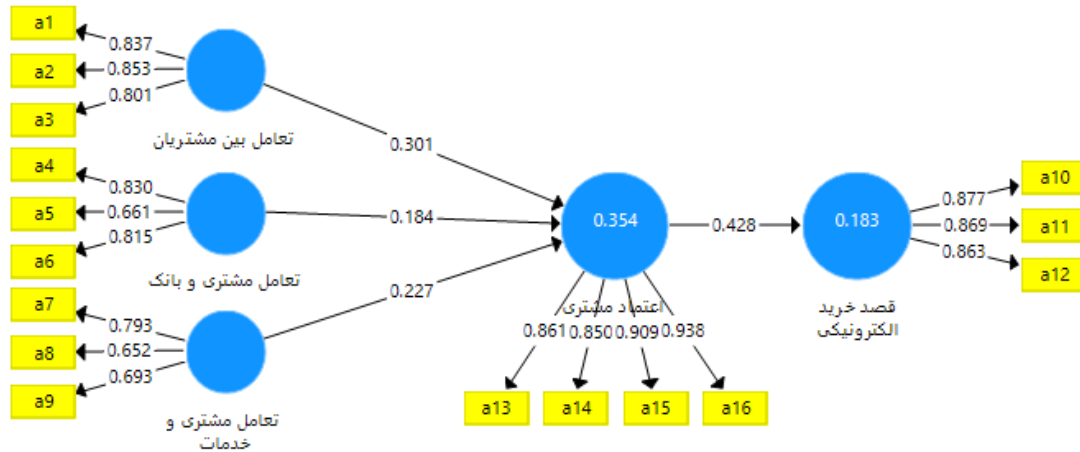 a1
0.837
a2
0.853
a3
0.801
تعامل بین مشتریان
0.301
a4
0.830
a5
0.661
a6
0.815
تعامل مشتری و بانک
0.184
a7
0.793
a8
0.652
a9
0.693
تعامل مشتری و
خدمات
0.227
0.354
اعتماد مشتری
0.861
0.850
0.909
0.938
a13
a14
a15
a16
0.428
0.183
قصد خرید
الکترونیکی
0.877
a10
0.869
a11
0.863
a12